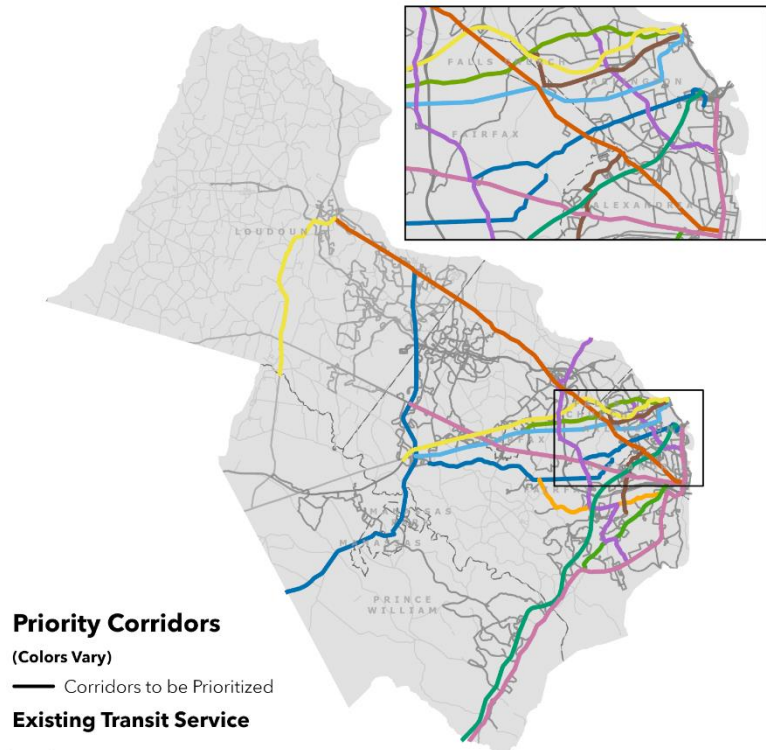 FALLS CHURCH
ARLINGTON
FAIRFAX
ALEXANDRIA
LOUDOUN
MANASSAS
MANASSAS
PRINCE
WILLIAM
Priority Corridors
(Colors Vary)
Corridors to be Prioritized
Existing Transit Service